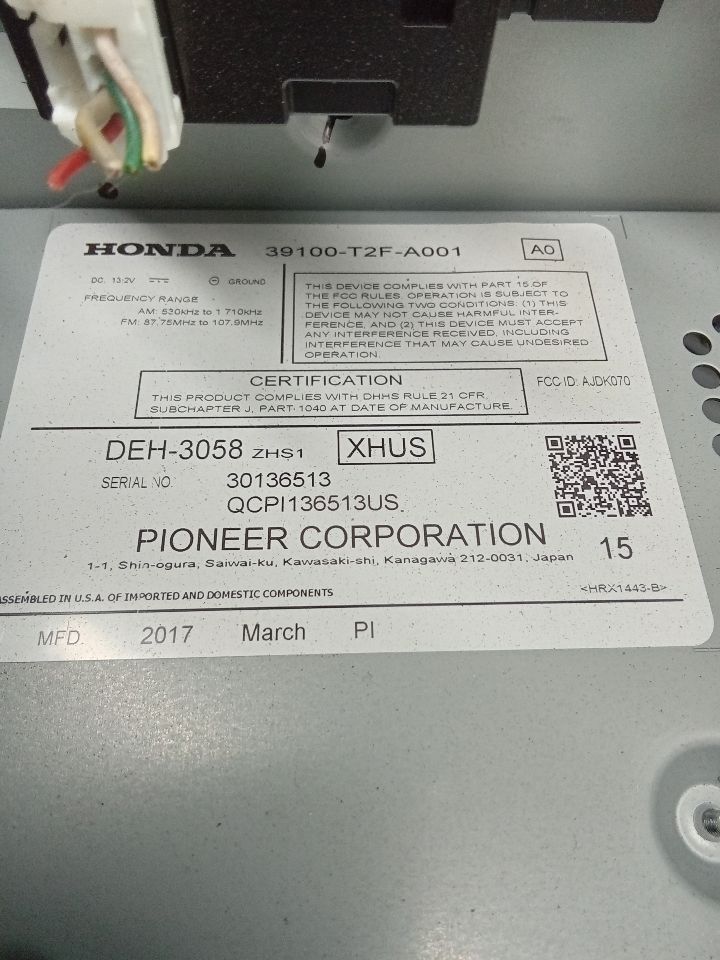 HONDA 39100-T2F-A001 A0
DC. 13.2V GROUND
FREQUENCY RANGE
AM: 530kHz to 1 710kHz
FM: 87.75MHz to 107.9MHz
THIS DEVICE COMPLIES WITH PART 15 OF
THE FCC RULES. OPERATION IS SUBJECT TO
THE FOLLOWING TWO CONDITIONS: (1) THIS
DEVICE MAY NOT CAUSE HARMFUL INTER-
FERENCE, AND (2) THIS DEVICE MUST ACCEPT
ANY INTERFERENCE RECEIVED, INCLUDING
INTERFERENCE THAT MAY CAUSE UNDESIRED
OPERATION.
CERTIFICATION
THIS PRODUCT COMPLIES WITH DHHS RULE 21 CFR.
SUBCHAPTER J, PART 1040 AT DATE OF MANUFACTURE.
FCC ID: AJDK070
DEH-3058 ZHS1 XHUS
SERIAL NO. 30136513
QCPI136513US.
PIONEER CORPORATION 15
1-1, Shin-ogura, Saiwai-ku, Kawasaki-shi, Kanagawa 212-0031, Japan
ASSEMBLED IN U.S.A. OF IMPORTED AND DOMESTIC COMPONENTS <HRX1443-B>
MFD. 2017 March PI